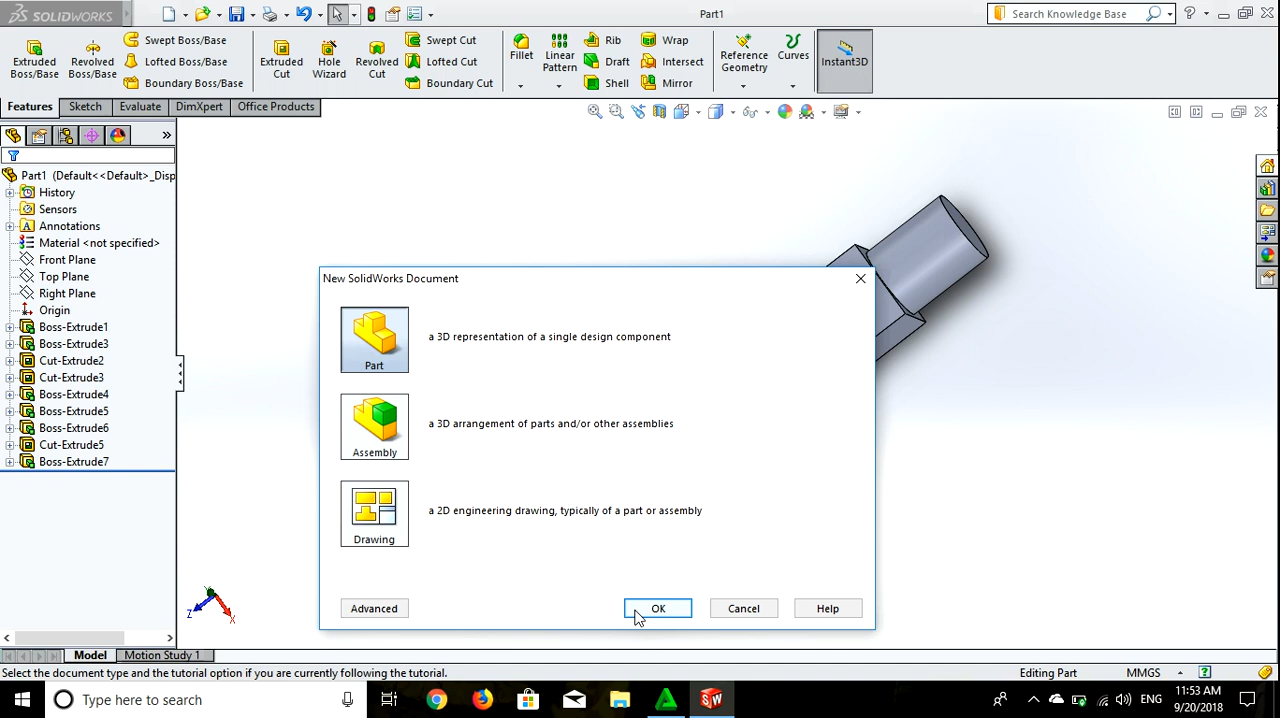 SOLIDWORKS
Part1
Search Knowledge Base
Extruded Boss/Base
Revolved Boss/Base
Swept Boss/Base
Lofted Boss/Base
Boundary Boss/Base
Extruded Cut
Hole Wizard
Revolved Cut
Swept Cut
Lofted Cut
Boundary Cut
Fillet
Linear Pattern
Rib
Draft
Shell
Wrap
Intersect
Mirror
Reference Geometry
Curves
Instant3D
Features
Sketch
Evaluate
DimXpert
Office Products
Part1 (Default<<Default>_Disp
History
Sensors
Annotations
Material <not specified>
Front Plane
Top Plane
Right Plane
Origin
Boss-Extrude1
Boss-Extrude3
Cut-Extrude2
Cut-Extrude3
Boss-Extrude4
Boss-Extrude5
Boss-Extrude6
Cut-Extrude5
Boss-Extrude7
New SolidWorks Document
Part
a 3D representation of a single design component
Assembly
a 3D arrangement of parts and/or other assemblies
Drawing
a 2D engineering drawing, typically of a part or assembly
Advanced
OK
Cancel
Help
Z
X
Model
Motion Study 1
Select the document type and the tutorial option if you are currently following the tutorial.
Editing Part
MMGS
Type here to search
ENG
11:53 AM
9/20/2018